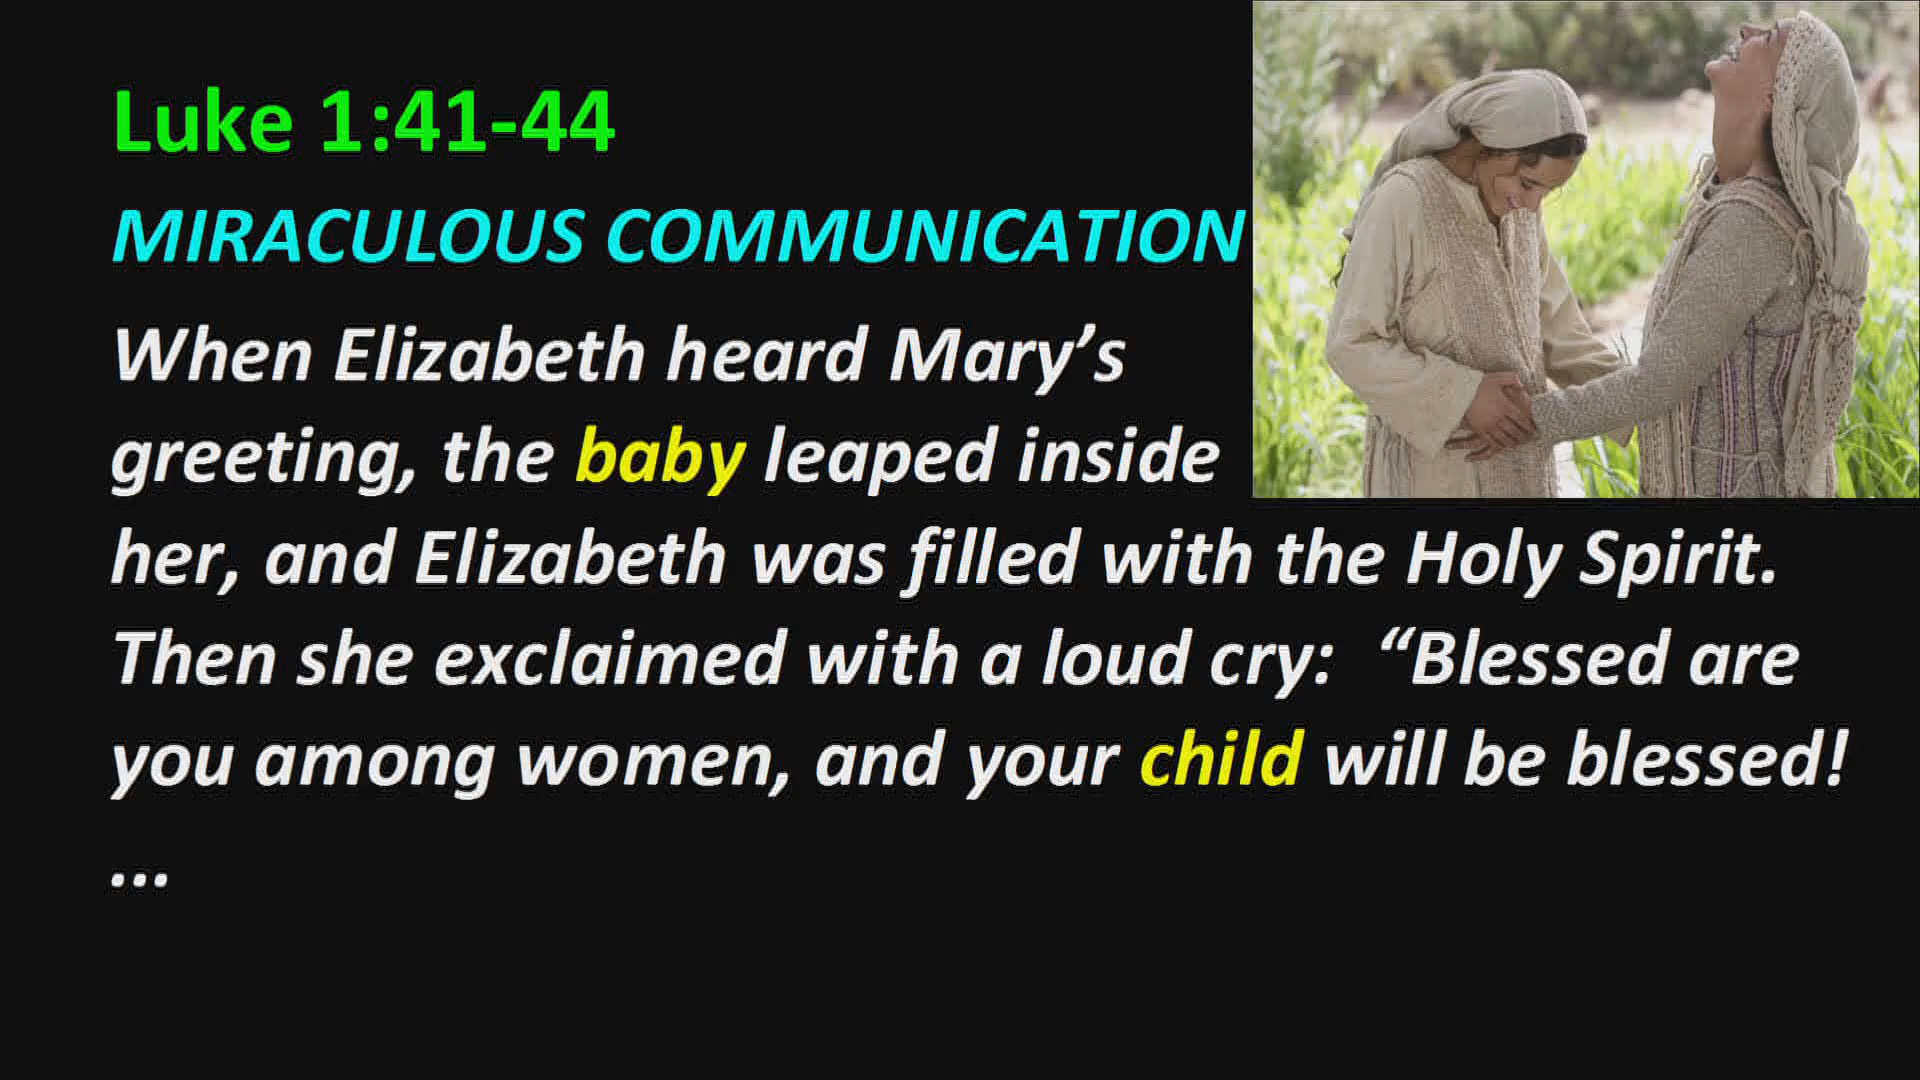 Luke 1:41-44
MIRACULOUS COMMUNICATION
When Elizabeth heard Mary’s
greeting, the baby leaped inside
her, and Elizabeth was filled with the Holy Spirit.
Then she exclaimed with a loud cry: “Blessed are
you among women, and your child will be blessed!
...